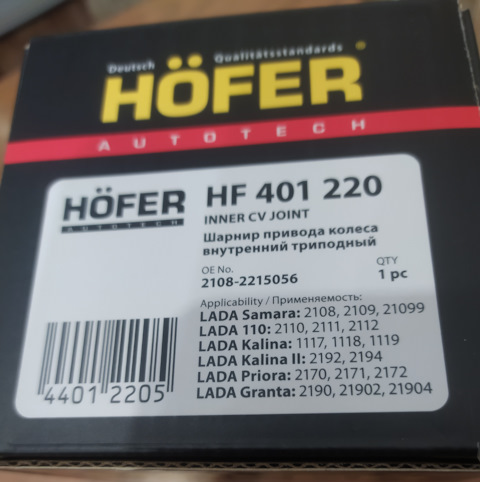 Deutsch Qualitätsstandards
HÖFER®
AUTOTECH
HÖFER
AUTOTECH
HF 401 220
INNER CV JOINT
Шарнир привода колеса
внутренний триподный
OE No.
2108-2215056
QTY
1 pc
Applicability / Применяемость:
LADA Samara: 2108, 2109, 21099
LADA 110: 2110, 2111, 2112
LADA Kalina: 1117, 1118, 1119
LADA Kalina II: 2192, 2194
LADA Priora: 2170, 2171, 2172
LADA Granta: 2190, 21902, 21904
4401 2205